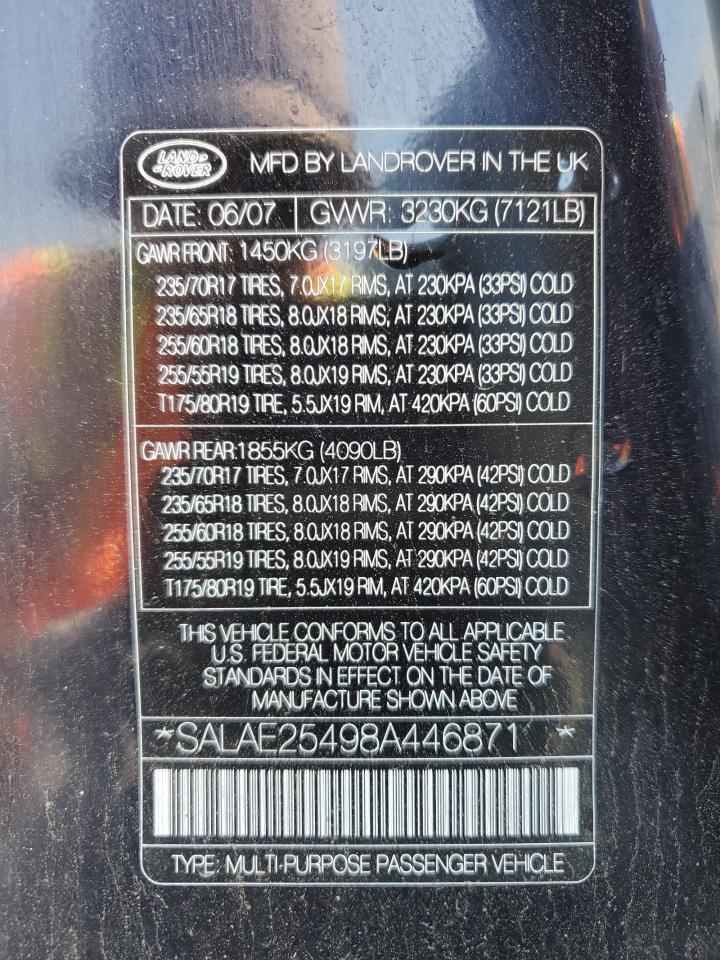 LAND ROVER
MFD BY LANDROVER IN THE UK
DATE: 06/07 GVWR: 3230KG (7121LB)
GAWR FRONT: 1450KG (3197LB)
235/70R17 TIRES, 7.0JX17 RIMS, AT 230KPA (33PSI) COLD
235/65R18 TIRES, 8.0JX18 RIMS, AT 230KPA (33PSI) COLD
255/60R18 TIRES, 8.0JX18 RIMS, AT 230KPA (33PSI) COLD
255/55R19 TIRES, 8.0JX19 RIMS, AT 230KPA (33PSI) COLD
T175/80R19 TIRE, 5.5JX19 RIM, AT 420KPA (60PSI) COLD
GAWR REAR: 1855KG (4090LB)
235/70R17 TIRES, 7.0JX17 RIMS, AT 290KPA (42PSI) COLD
235/65R18 TIRES, 8.0JX18 RIMS, AT 290KPA (42PSI) COLD
255/60R18 TIRES, 8.0JX18 RIMS, AT 290KPA (42PSI) COLD
255/55R19 TIRES, 8.0JX19 RIMS, AT 290KPA (42PSI) COLD
T175/80R19 TIRE, 5.5JX19 RIM, AT 420KPA (60PSI) COLD
THIS VEHICLE CONFORMS TO ALL APPLICABLE
U.S. FEDERAL MOTOR VEHICLE SAFETY
STANDARDS IN EFFECT ON THE DATE OF
MANUFACTURE SHOWN ABOVE
*SALAE25498A446871 *
TYPE: MULTI-PURPOSE PASSENGER VEHICLE